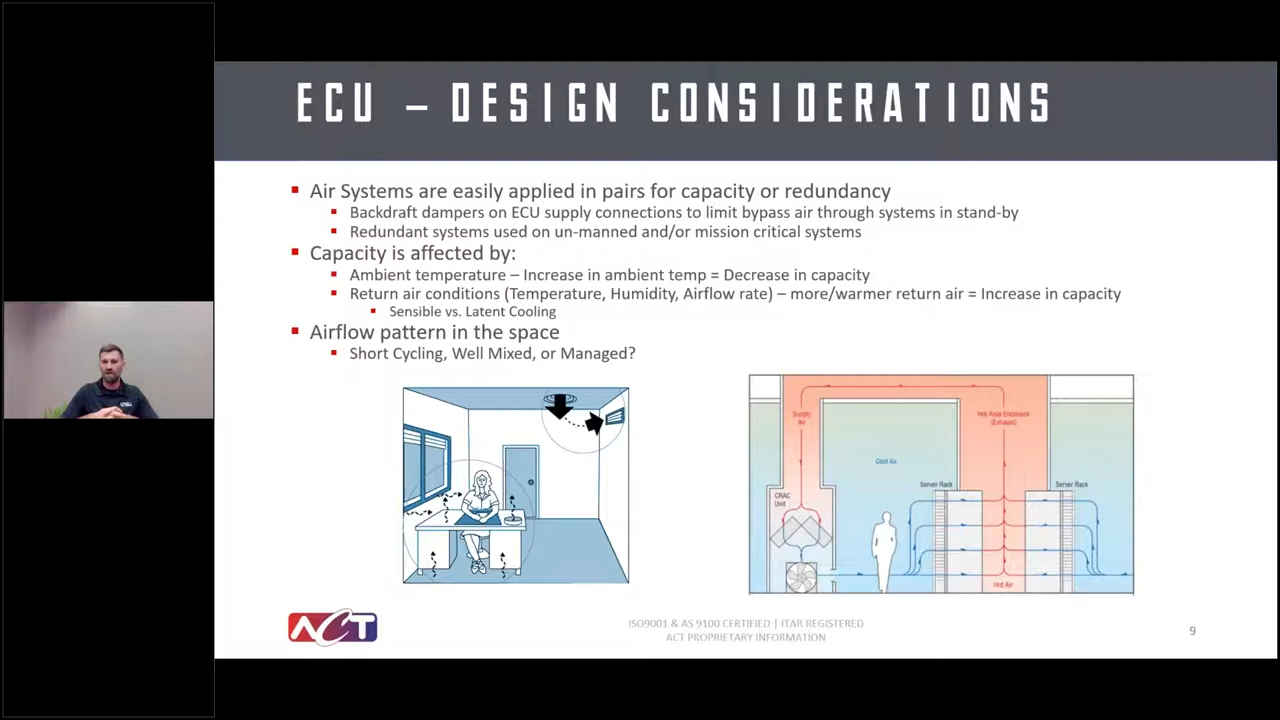 ECU – DESIGN CONSIDERATIONS
Air Systems are easily applied in pairs for capacity or redundancy
Backdraft dampers on ECU supply connections to limit bypass air through systems in stand-by
Redundant systems used on un-manned and/or mission critical systems
Capacity is affected by:
Ambient temperature – Increase in ambient temp = Decrease in capacity
Return air conditions (Temperature, Humidity, Airflow rate) – more/warmer return air = Increase in capacity
Sensible vs. Latent Cooling
Airflow pattern in the space
Short Cycling, Well Mixed, or Managed?
Supply
Air
Hot Aisle Enclosure
(Exhaust)
Cold Air
Server Rack
Server Rack
CRAC
Unit
Hot Air
ACT
ISO9001 & AS 9100 CERTIFIED | ITAR REGISTERED
ACT PROPRIETARY INFORMATION
9